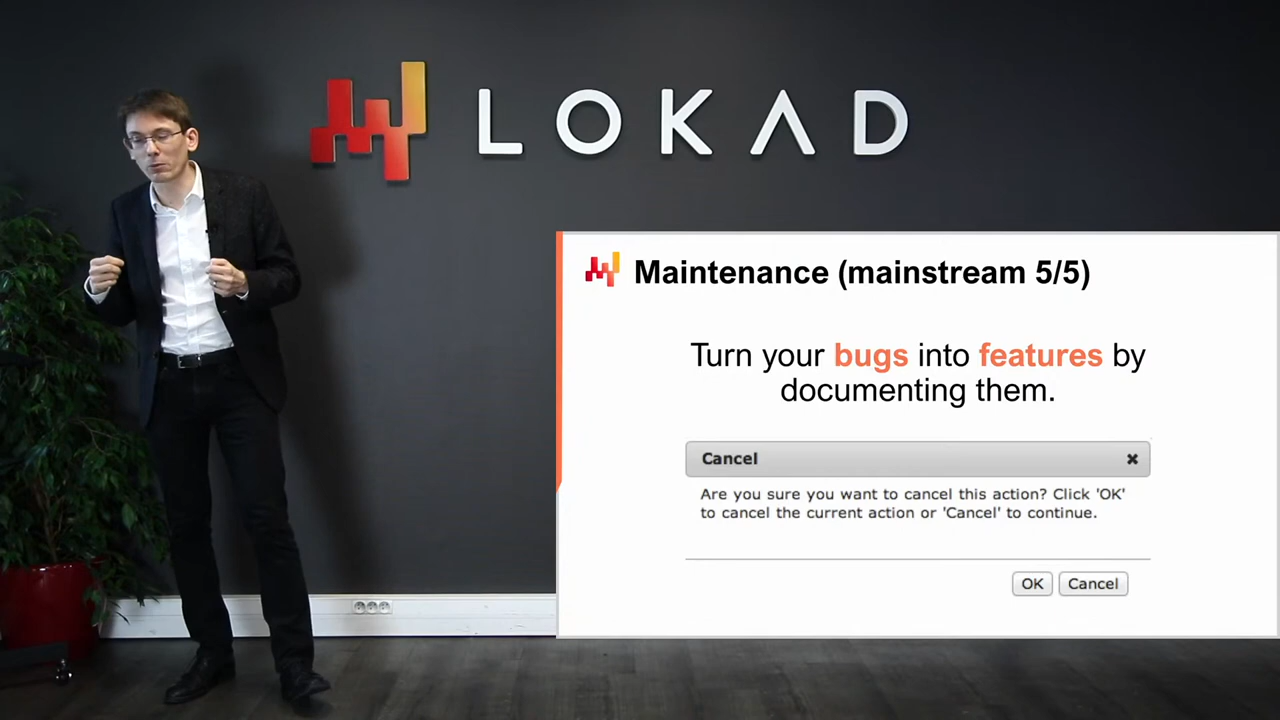 LOKAD
Maintenance (mainstream 5/5)
Turn your bugs into features by
documenting them.
Cancel
Are you sure you want to cancel this action? Click 'OK'
to cancel the current action or 'Cancel' to continue.
OK Cancel